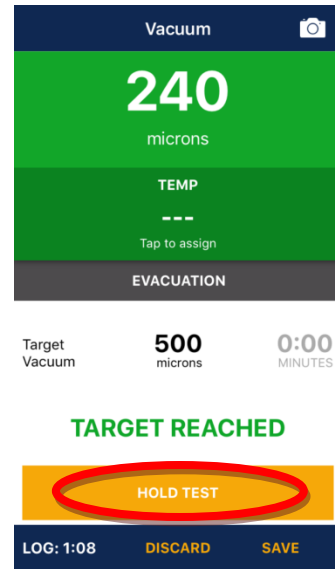 Vacuum
240
microns
TEMP
---
Tap to assign
EVACUATION
Target Vacuum
500 microns
0:00 MINUTES
TARGET REACHED
HOLD TEST
LOG: 1:08 DISCARD SAVE